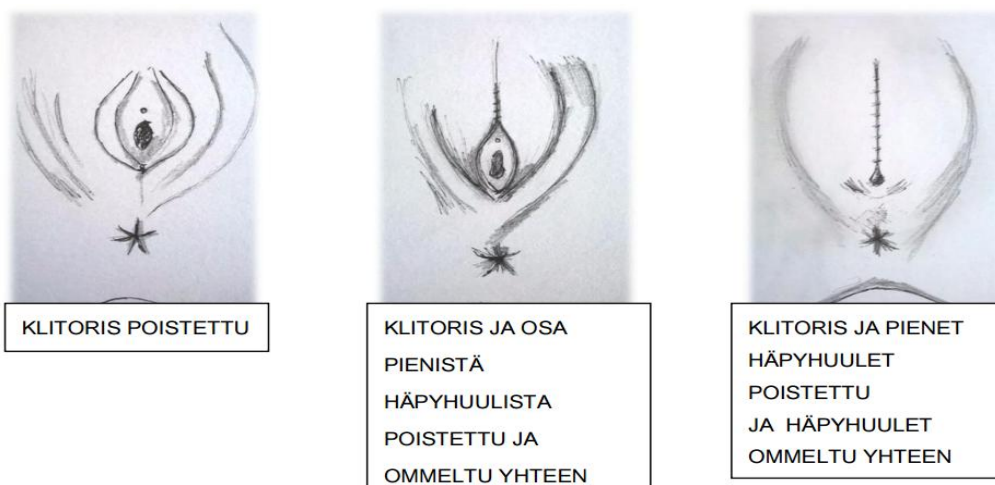 KLITORIS POISTETTU
KLITORIS JA OSA
PIENISTÄ
HÄPYHUULISTA
POISTETTU JA
OMMELTU YHTEEN
KLITORIS JA PIENET
HÄPYHUULET
POISTETTU
JA HÄPYHUULET
OMMELTU YHTEEN